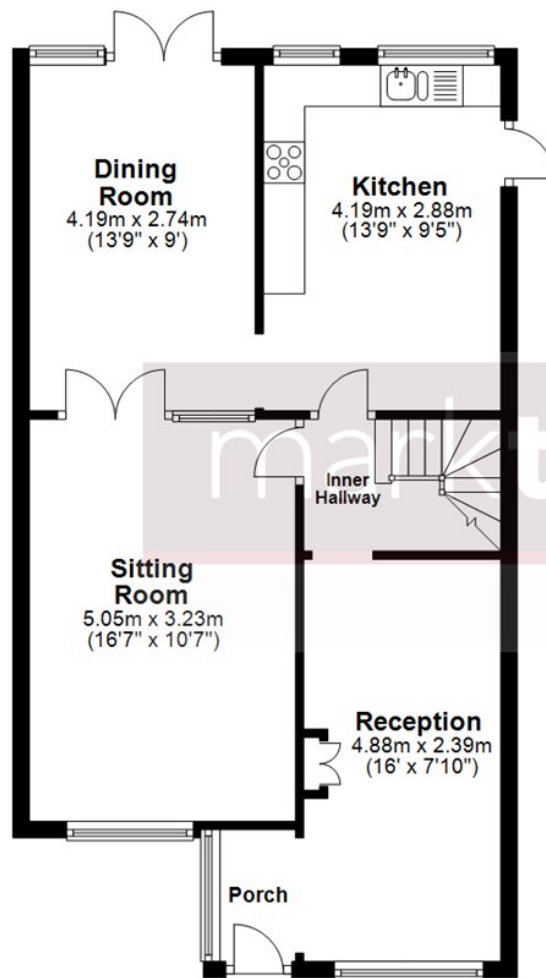 Dining
Room
4.19m x 2.74m
(13'9" x 9')
Kitchen
4.19m x 2.88m
(13'9" x 9'5")
markt
Inner
Hallway
Sitting
Room
5.05m x 3.23m
(16'7" x 10'7")
Reception
4.88m x 2.39m
(16' x 7'10")
Porch